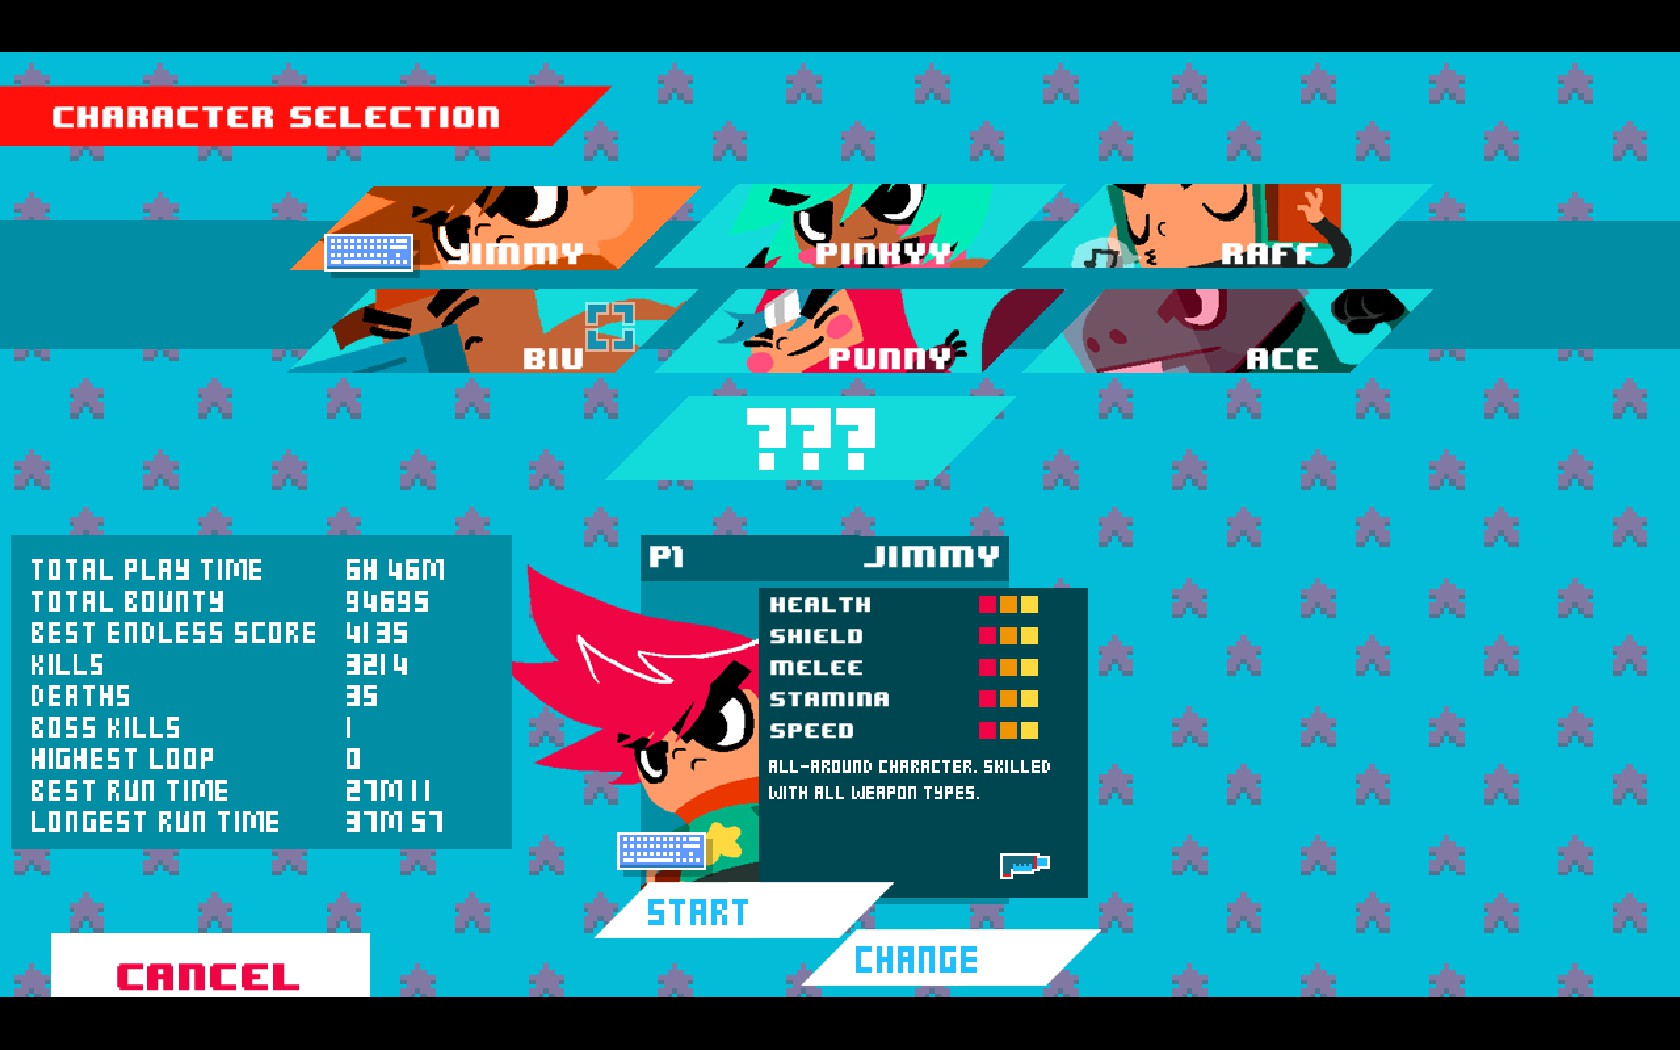 CHARACTER SELECTION
JIMMY
PINKYY
RAFF
BIU
PUNNY
ACE
???
TOTAL PLAY TIME 6H 46M
TOTAL BOUNTY 94695
BEST ENDLESS SCORE 4135
KILLS 3214
DEATHS 35
BOSS KILLS 1
HIGHEST LOOP 0
BEST RUN TIME 27M 11
LONGEST RUN TIME 37M 57
P1 JIMMY
HEALTH
SHIELD
MELEE
STAMINA
SPEED
ALL-AROUND CHARACTER. SKILLED
WITH ALL WEAPON TYPES.
START
CHANGE
CANCEL